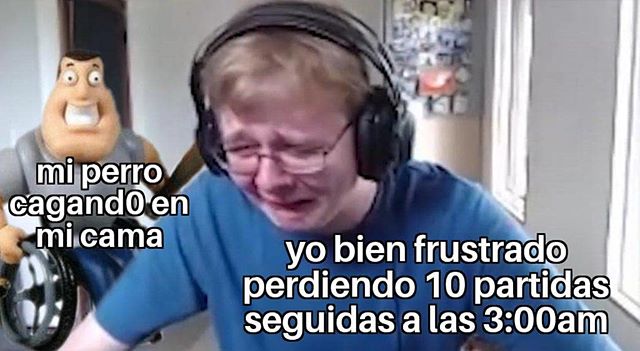 mi perro
cagand0 en
mi cama
yo bien frustrado
perdiendo 10 partidas
seguidas a las 3:00am